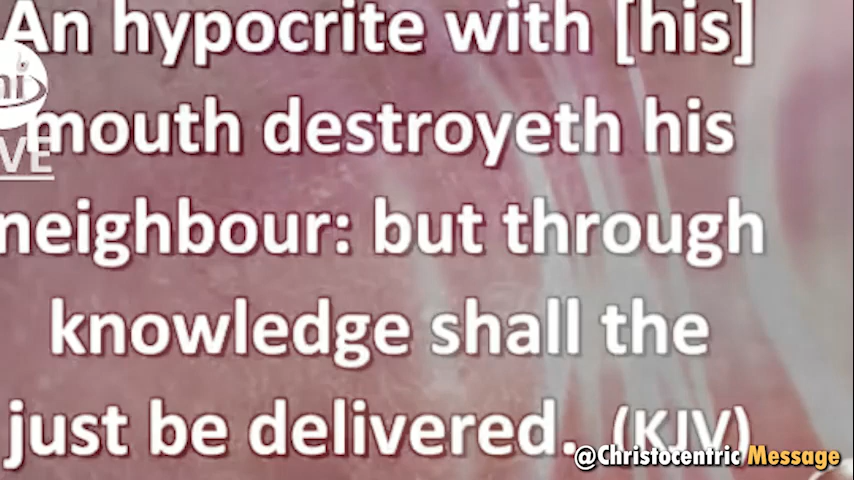 An hypocrite with [his]
mouth destroyeth his
neighbour: but through
knowledge shall the
just be delivered. (KJV)
@Christocentric Message